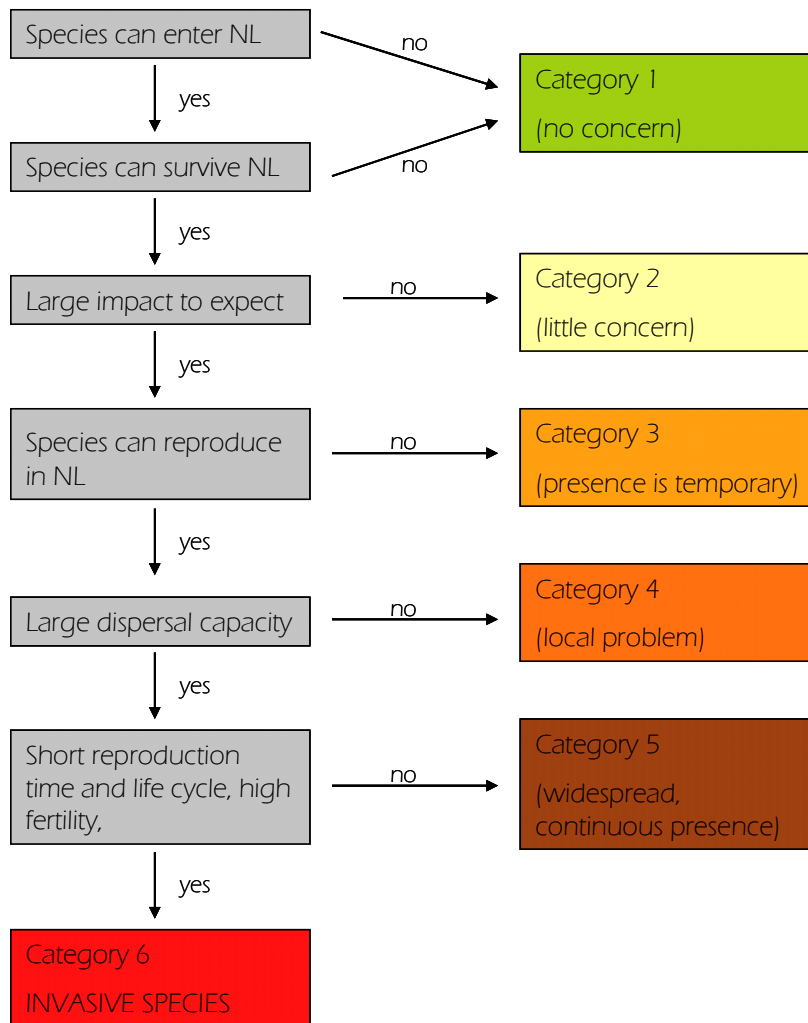 Species can enter NL
no
Category 1
(no concern)
yes
Species can survive NL
no
yes
Large impact to expect
no
Category 2
(little concern)
yes
Species can reproduce
in NL
no
Category 3
(presence is temporary)
yes
Large dispersal capacity
no
Category 4
(local problem)
yes
Short reproduction
time and life cycle, high
fertility,
no
Category 5
(widespread,
continuous presence)
yes
Category 6
INVASIVE SPECIES